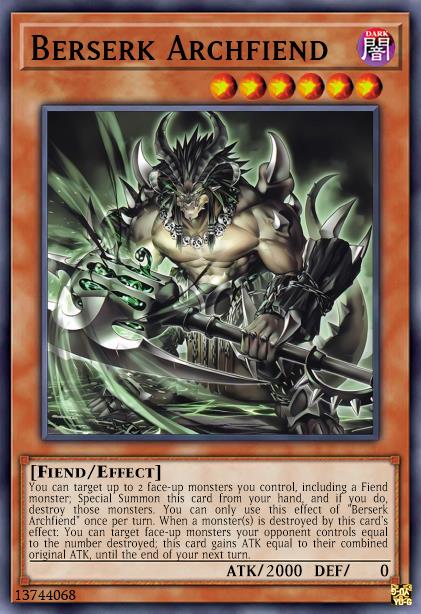 BERSERK ARCHFIEND
DARK
闇
[FIEND/EFFECT]
You can target up to 2 face-up monsters you control, including a Fiend
monster; Special Summon this card from your hand, and if you do,
destroy those monsters. You can only use this effect of "Berserk
Archfiend" once per turn. When a monster(s) is destroyed by this card's
effect: You can target face-up monsters your opponent controls equal
to the number destroyed; this card gains ATK equal to their combined
original ATK, until the end of your next turn.
ATK/2000 DEF/ 0
13744068